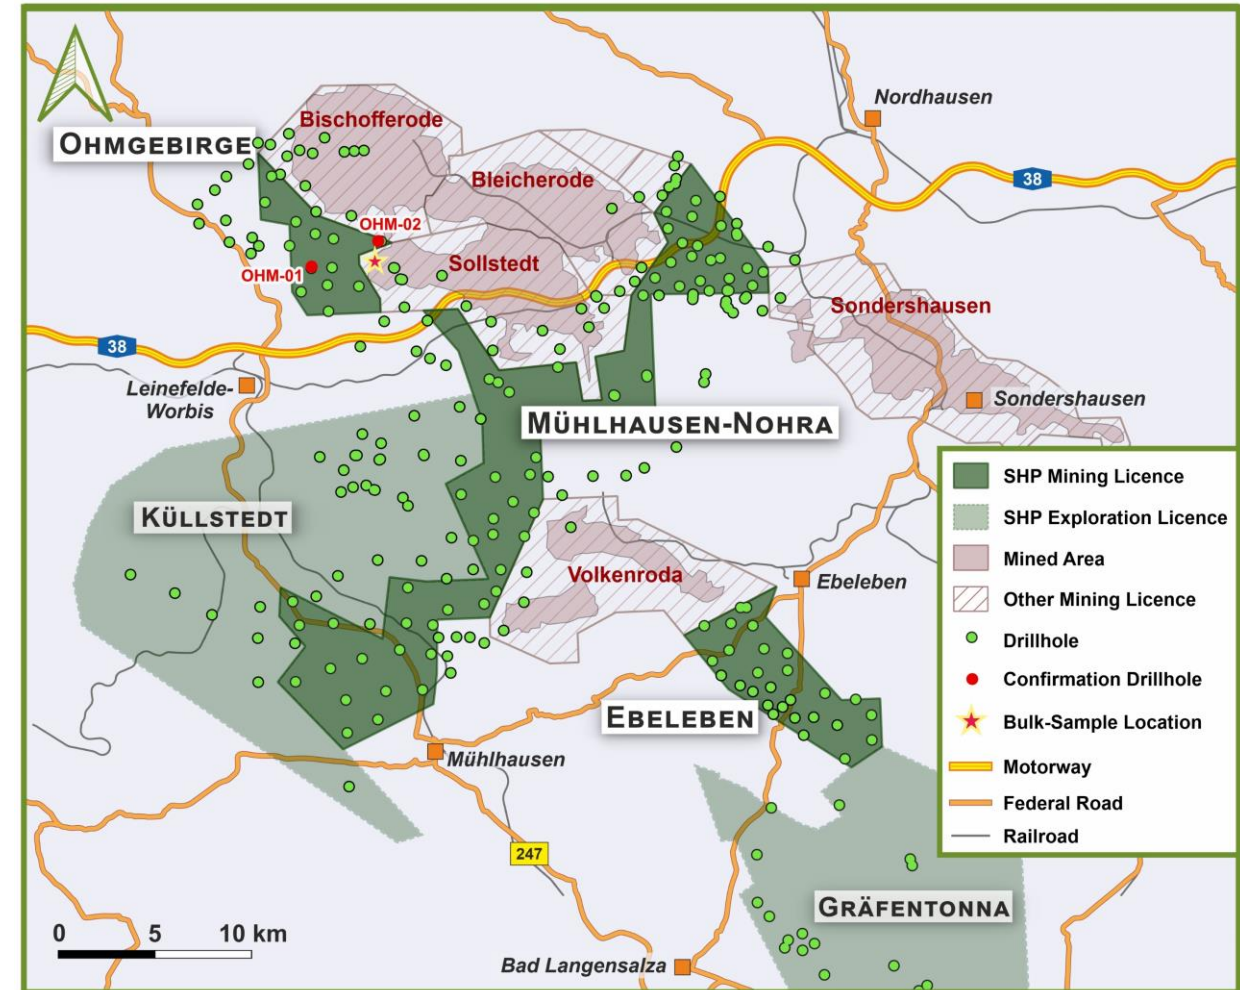 Nordhausen
Bischofferode
OHMGEBIRGE
Bleicherode
38
OHM-02
OHM-01
Sollstedt
Sondershausen
38
Leinefelde-
Worbis
Sondershausen
MÜHLHAUSEN-NOHRA
KÜLLSTEDT
Volkenroda
Ebeleben
EBELEBEN
Mühlhausen
247
GRÄFENTONNA
Bad Langensalza
0 5 10 km
SHP Mining Licence
SHP Exploration Licence
Mined Area
Other Mining Licence
Drillhole
Confirmation Drillhole
Bulk-Sample Location
Motorway
Federal Road
Railroad